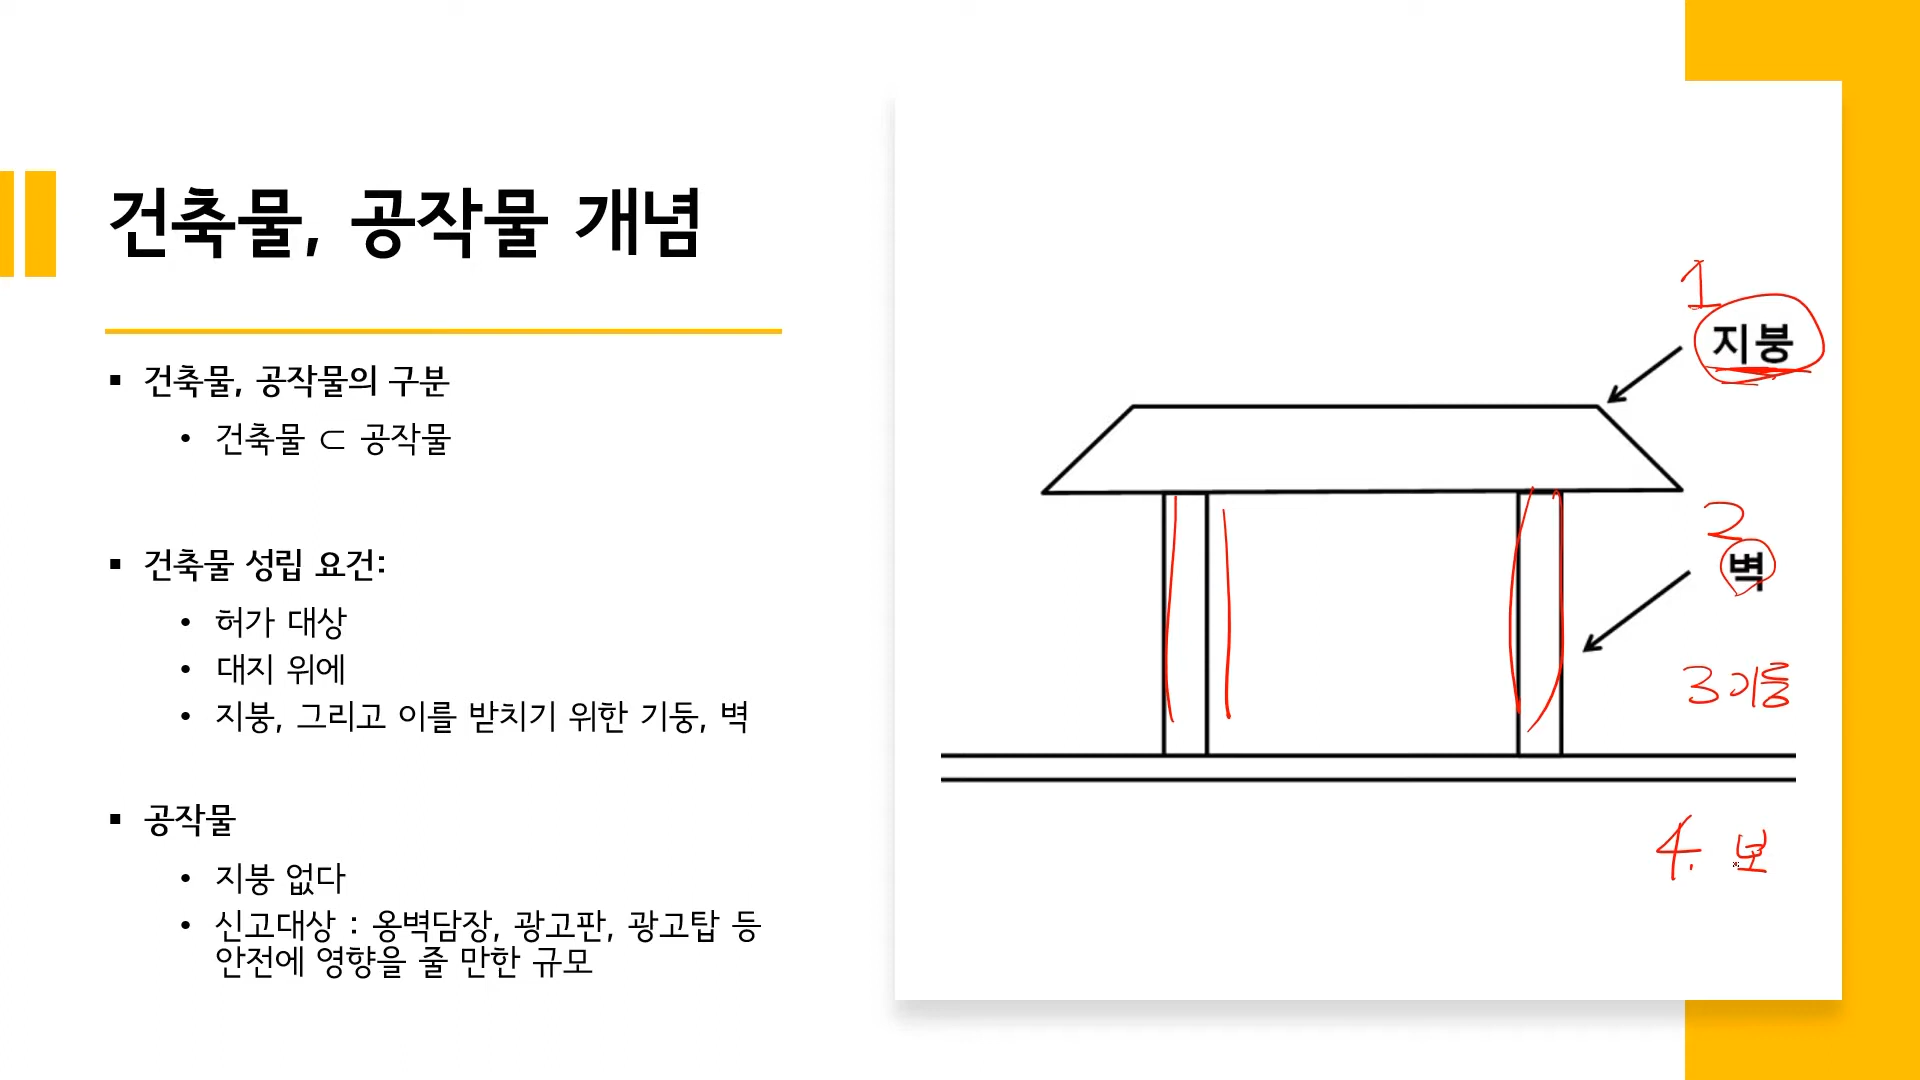 건축물, 공작물 개념
▪ 건축물, 공작물의 구분
• 건축물 ⊂ 공작물
▪ 건축물 성립 요건:
• 허가 대상
• 대지 위에
• 지붕, 그리고 이를 받치기 위한 기둥, 벽
▪ 공작물
• 지붕 없다
• 신고대상 : 옹벽담장, 광고판, 광고탑 등
안전에 영향을 줄 만한 규모
1
지붕
2
벽
3 기둥
4. 보